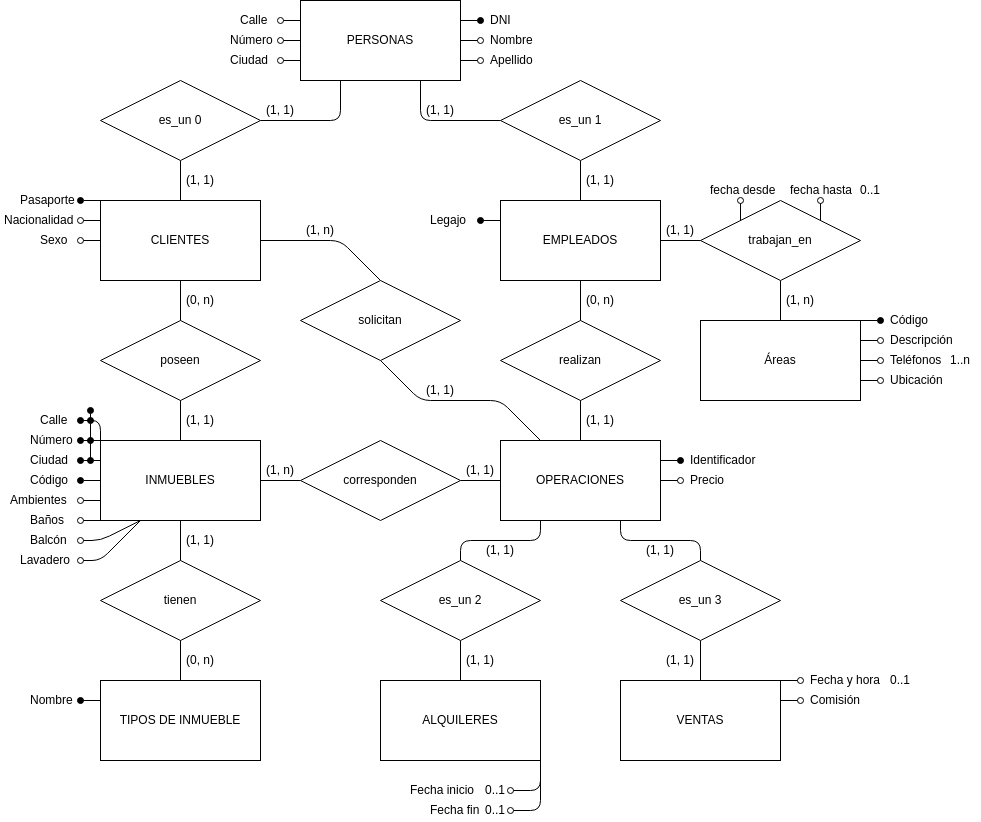 Calle
Número
Ciudad
PERSONAS
DNI
Nombre
Apellido
(1, 1)
(1, 1)
es_un 0
es_un 1
(1, 1)
(1, 1)
Pasaporte
Nacionalidad
Sexo
CLIENTES
(1, n)
Legajo
EMPLEADOS
(1, 1)
fecha desde
fecha hasta 0..1
trabajan_en
(0, n)
(0, n)
(1, n)
solicitan
poseen
realizan
Áreas
Código
Descripción
Teléfonos 1..n
Ubicación
(1, 1)
(1, 1)
(1, 1)
Calle
Número
Ciudad
Código
Ambientes
Baños
Balcón
Lavadero
INMUEBLES
(1, n)
corresponden
(1, 1)
OPERACIONES
Identificador
Precio
(1, 1)
(1, 1)
(1, 1)
tienen
es_un 2
es_un 3
(0, n)
(1, 1)
(1, 1)
Nombre
TIPOS DE INMUEBLE
ALQUILERES
VENTAS
Fecha y hora 0..1
Comisión
Fecha inicio 0..1
Fecha fin 0..1